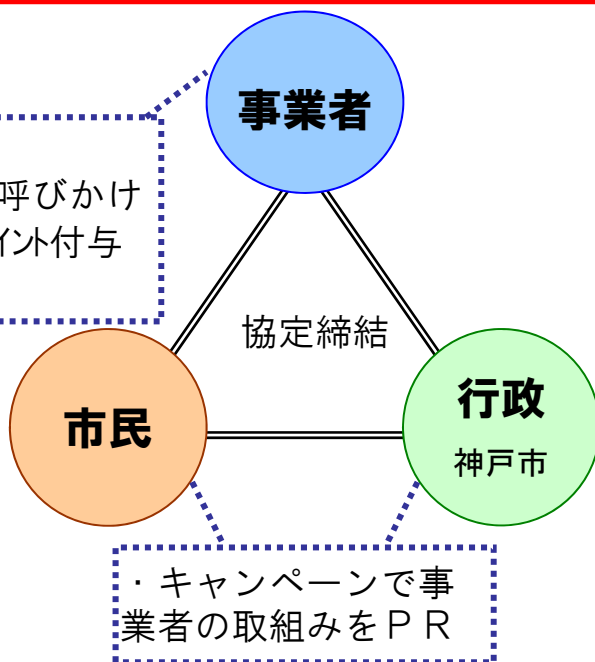 事業者
呼びかけ
イント付与
協定締結
市民
行政
神戸市
・キャンペーンで事
業者の取組みをＰＲ